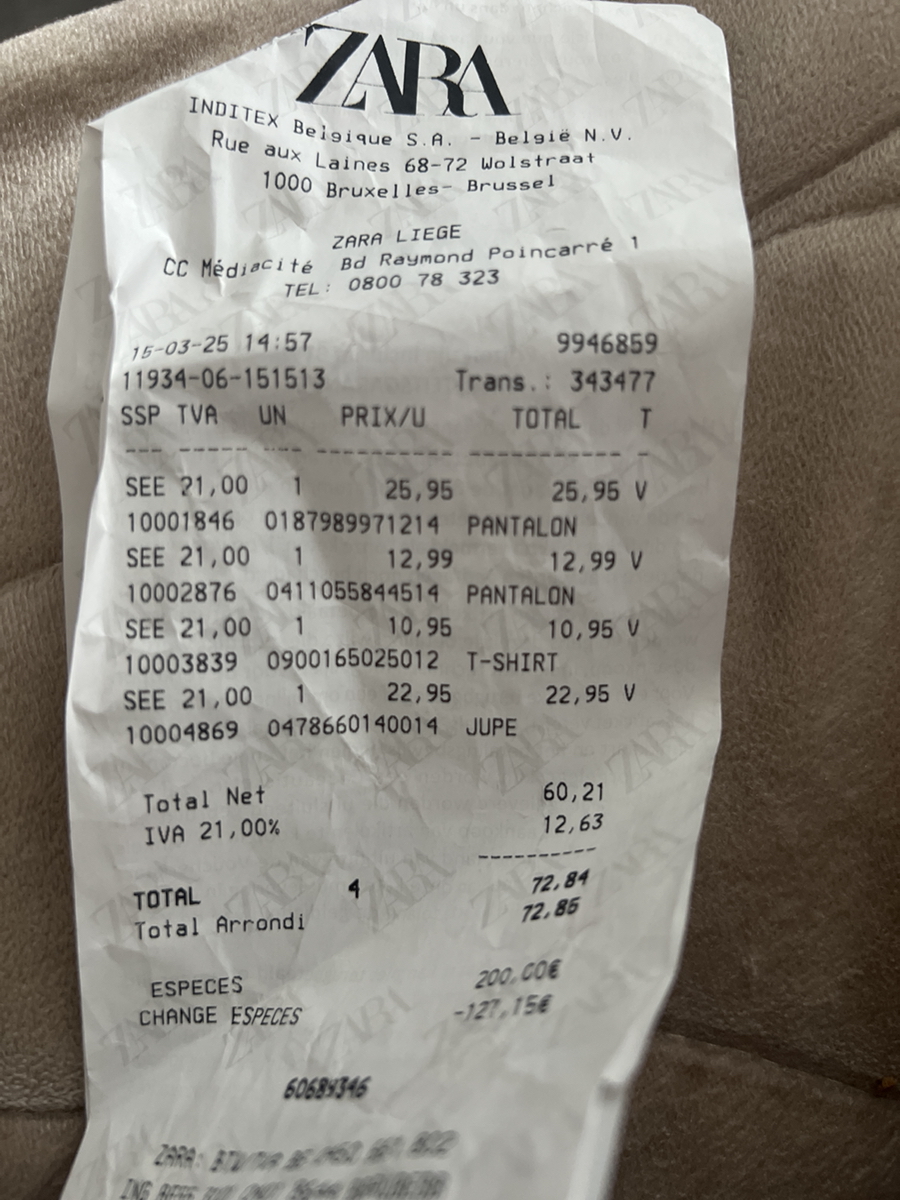 ZARA
INDITEX Belgique S.A. - België N.V.
Rue aux Laines 68-72 Wolstraat
1000 Bruxelles- Brussel
ZARA LIEGE
CC Médiacité Bd Raymond Poincarré 1
TEL: 0800 78 323
15-03-25 14:57 9946859
11934-06-151513 Trans.: 343477
SSP TVA UN PRIX/U TOTAL T
--- ----- ---- ---------- ----------- -
SEE 21,00 1 25,95 25,95 V
10001846 0187989971214 PANTALON
SEE 21,00 1 12,99 12,99 V
10002876 0411055844514 PANTALON
SEE 21,00 1 10,95 10,95 V
10003839 0900165025012 T-SHIRT
SEE 21,00 1 22,95 22,95 V
10004869 0478660140014 JUPE
Total Net 60,21
IVA 21,00% 12,63
----------
TOTAL 4 72,84
Total Arrondi 72,85
ESPECES 200,00€
CHANGE ESPECES -127,15€
ZARA: